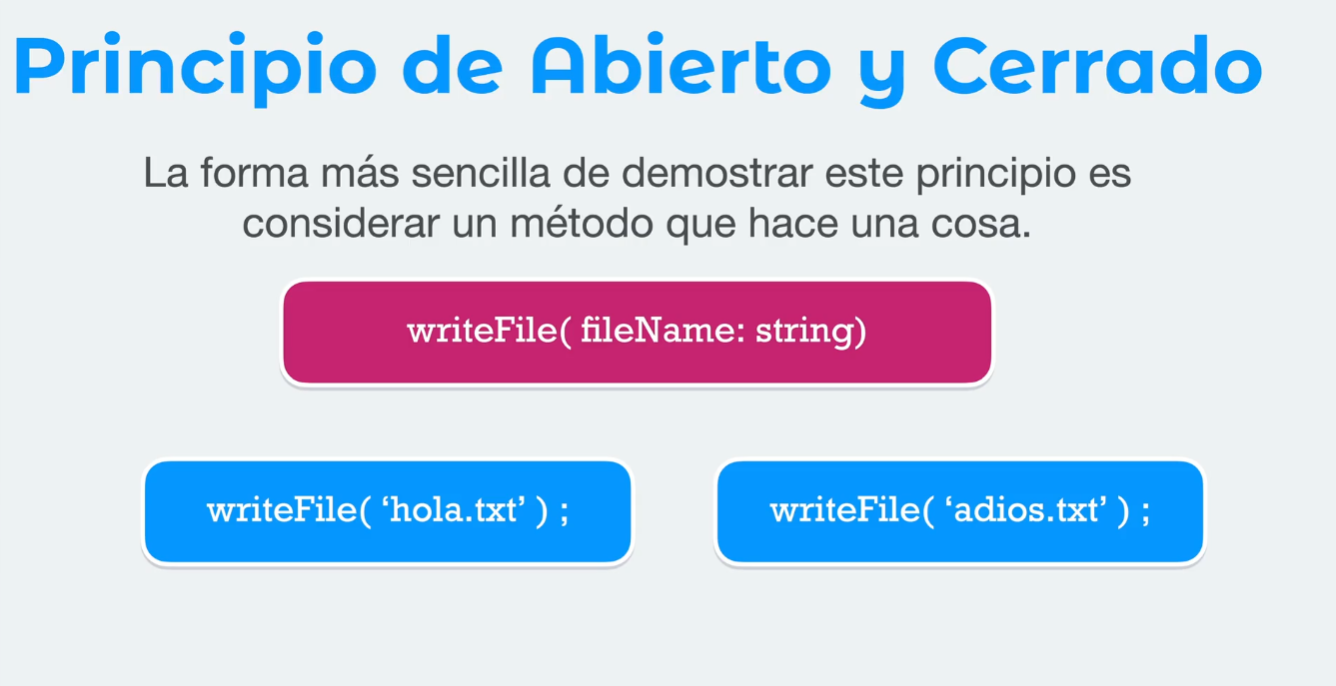 Principio de Abierto y Cerrado
La forma más sencilla de demostrar este principio es
considerar un método que hace una cosa.
writeFile( fileName: string)
writeFile( ‘hola.txt’ ) ;
writeFile( ‘adios.txt’ ) ;